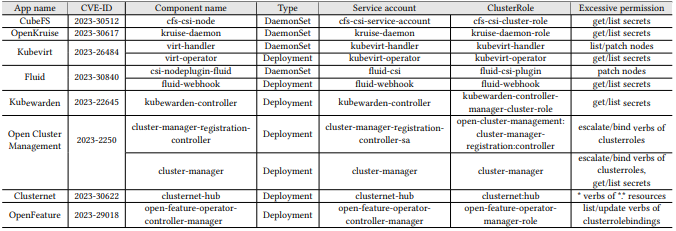 App name CVE-ID Component name Type Service account ClusterRole Excessive permission
CubeFS 2023-30512 cfs-csi-node DaemonSet cfs-csi-service-account cfs-csi-cluster-role get/list secrets
OpenKruise 2023-30617 kruise-daemon DaemonSet kruise-daemon kruise-daemon-role get/list secrets
Kubevirt 2023-26484 virt-handler DaemonSet kubevirt-handler kubevirt-handler list/patch nodes
virt-operator Deployment kubevirt-operator kubevirt-operator get/list secrets
Fluid 2023-30840 csi-nodeplugin-fluid DaemonSet fluid-csi fluid-csi-plugin patch nodes
fluid-webhook Deployment fluid-webhook fluid-webhook get/list secrets
Kubewarden 2023-22645 kubewarden-controller Deployment kubewarden-controller kubewarden-controller-
manager-cluster-role get/list secrets
Open Cluster
Management 2023-2250 cluster-manager-registration-
controller Deployment cluster-manager-registration-
controller-sa open-cluster-management:
cluster-manager-
registration:controller escalate/bind verbs of
clusterroles
cluster-manager Deployment cluster-manager cluster-manager escalate/bind verbs of
clusterroles,
get/list secrets
Clusternet 2023-30622 clusternet-hub Deployment clusternet-hub clusternet:hub * verbs of *.* resources
OpenFeature 2023-29018 open-feature-operator-
controller-manager Deployment open-feature-operator-
controller-manager open-feature-operator-
manager-role list/update verbs of
clusterrolebindings